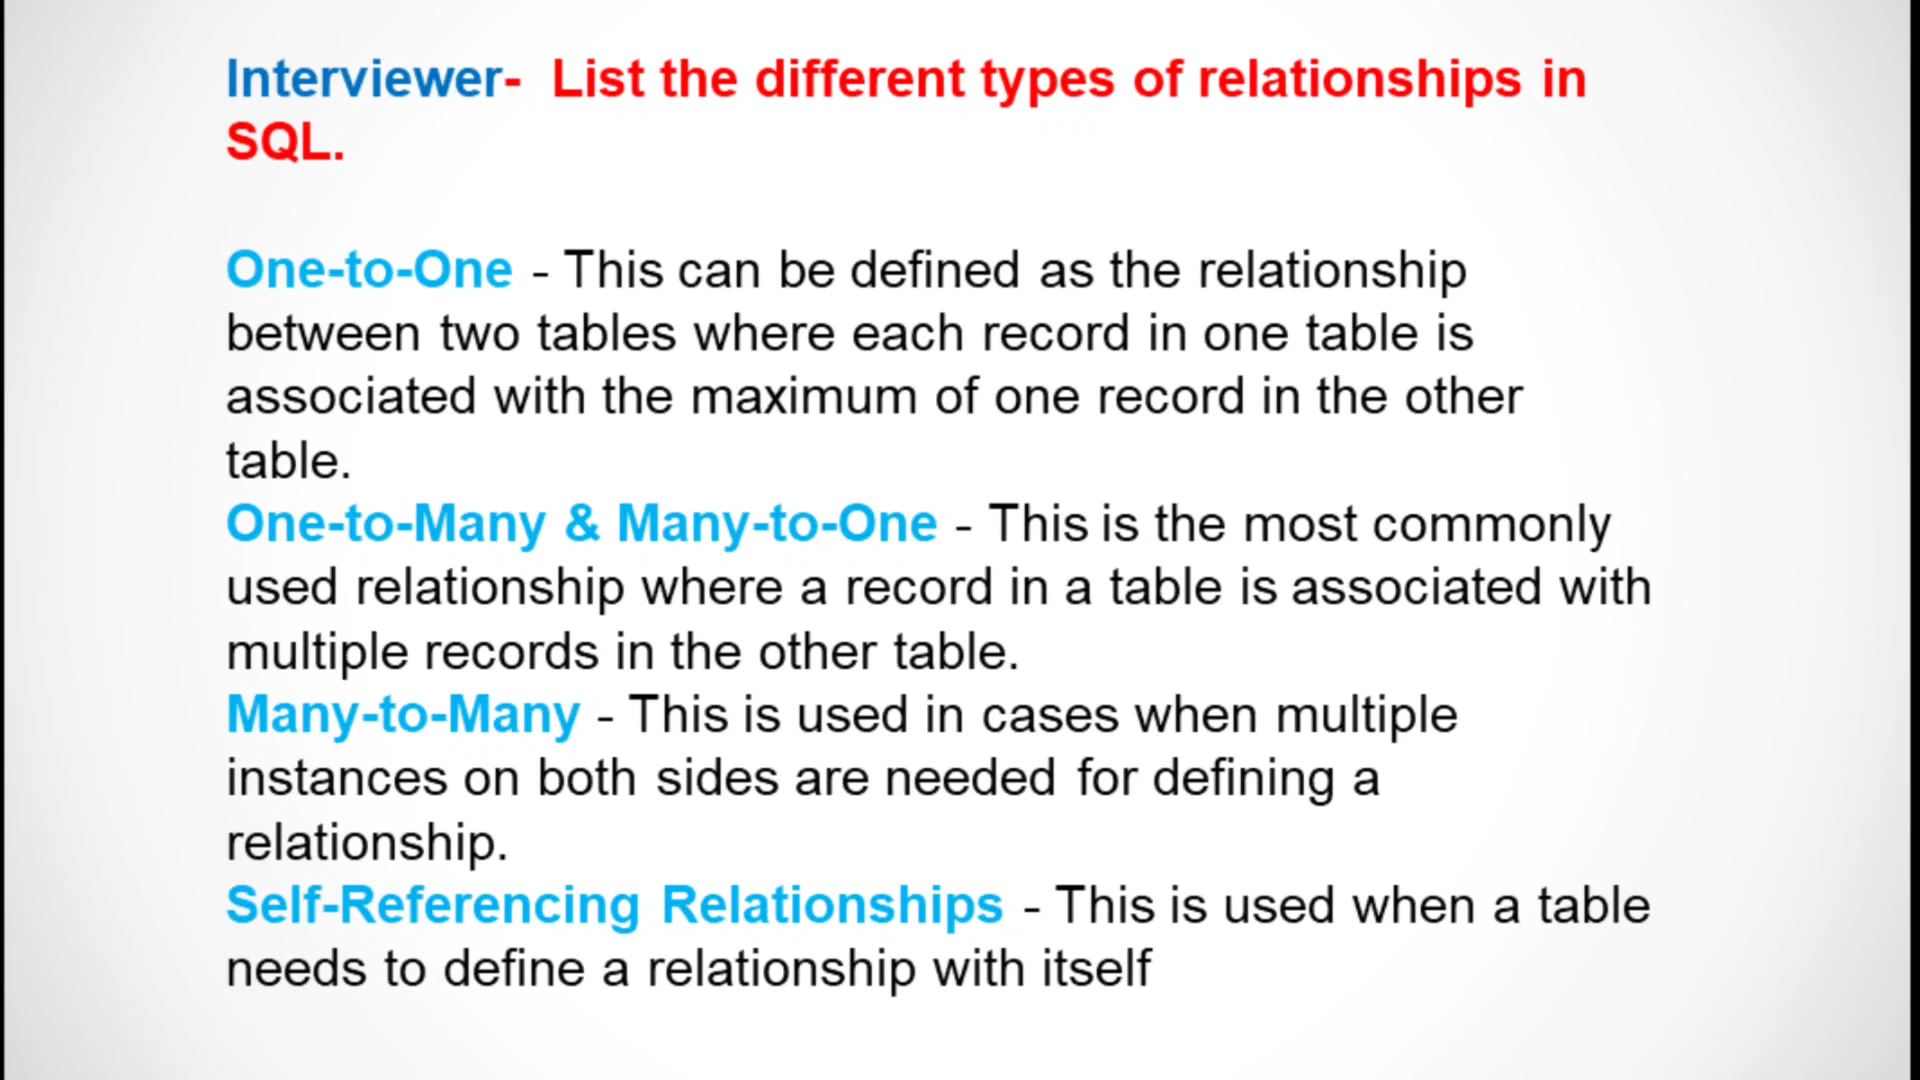 Interviewer-  List the different types of relationships in
SQL.
One-to-One - This can be defined as the relationship
between two tables where each record in one table is
associated with the maximum of one record in the other
table.
One-to-Many & Many-to-One - This is the most commonly
used relationship where a record in a table is associated with
multiple records in the other table.
Many-to-Many - This is used in cases when multiple
instances on both sides are needed for defining a
relationship.
Self-Referencing Relationships - This is used when a table
needs to define a relationship with itself